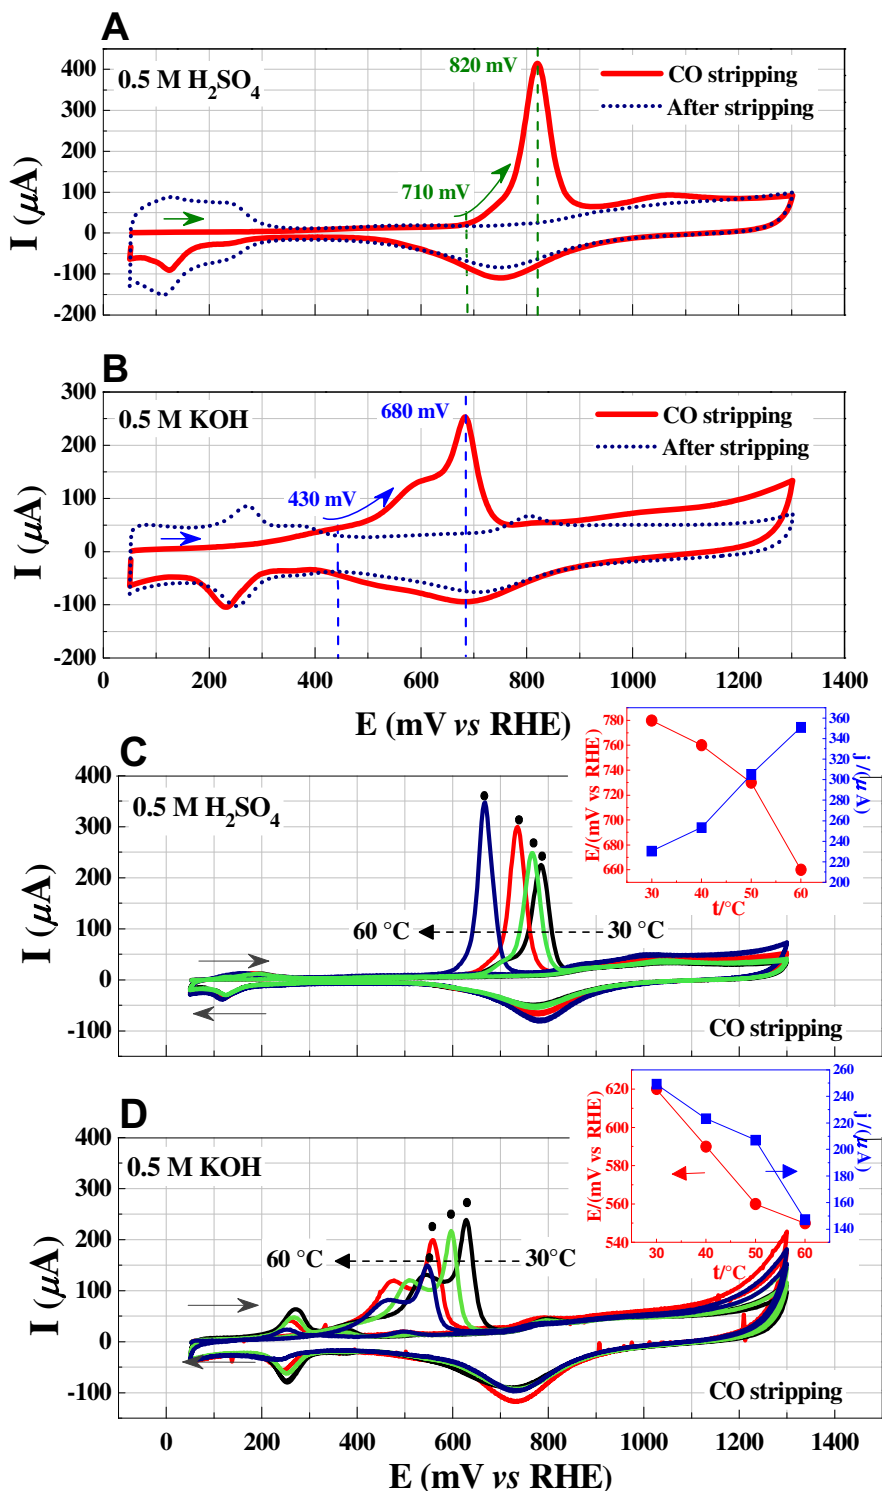 A
0.5 M H₂SO₄
820 mV
710 mV
CO stripping
After stripping
I (μA)
400
300
200
100
0
-100
-200
B
0.5 M KOH
680 mV
430 mV
CO stripping
After stripping
I (μA)
300
200
100
0
-100
-200
0 200 400 600 800 1000 1200 1400
E (mV vs RHE)
C
0.5 M H₂SO₄
60 °C
30 °C
CO stripping
I (μA)
400
300
200
100
0
-100
E/(mV vs RHE)
780
760
740
720
700
680
660
j/(μA)
360
340
320
300
280
260
240
220
200
30 40 50 60
t/°C
D
0.5 M KOH
60 °C
30°C
CO stripping
I (μA)
400
300
200
100
0
-100
E/(mV vs RHE)
620
600
580
560
540
j/(μA)
260
240
220
200
180
160
140
30 40 50 60
t/°C
0 200 400 600 800 1000 1200 1400
E (mV vs RHE)